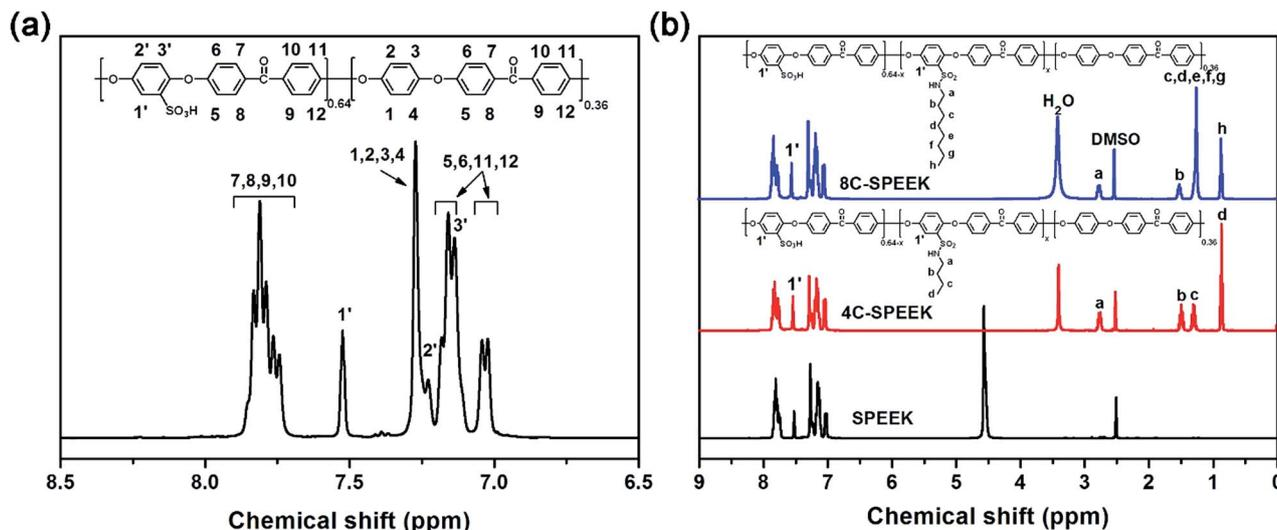 (a)
2' 3' 6 7 10 11 2 3 6 7 10 11
O O O O O O
SO₃H 0.64 0.36
1' 5 8 9 12 1 4 5 8 9 12
1,2,3,4
5,6,11,12
7,8,9,10
3'
1'
2'
8.5 8.0 7.5 7.0 6.5
Chemical shift (ppm)
(b)
O O O O O O O O O
1' SO₃H 0.64-x 1' SO₂ x 0.36
HN a
b c
d e
f g
h
c,d,e,f,g
H₂O
DMSO
1' a b h
8C-SPEEK
O O O O O O O O O
1' SO₃H 0.64-x 1' SO₂ x 0.36
HN a
b c
d
d
1' a b c
4C-SPEEK
SPEEK
9 8 7 6 5 4 3 2 1 0
Chemical shift (ppm)